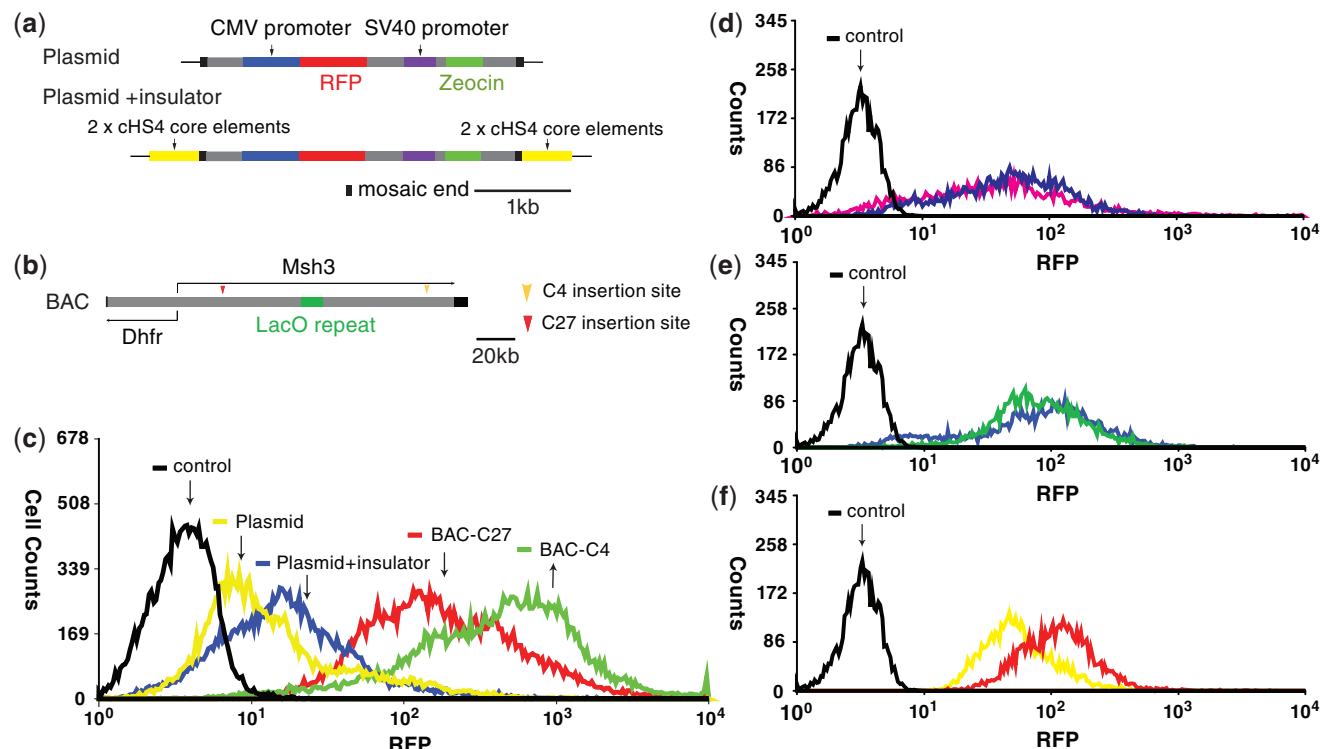 (a)
CMV promoter SV40 promoter
Plasmid
RFP Zeocin
Plasmid +insulator
2 x cHS4 core elements 2 x cHS4 core elements
mosaic end
1kb
(b)
Msh3
BAC
Dhfr
LacO repeat
C4 insertion site
C27 insertion site
20kb
(c)
678
508
339
169
0
Cell Counts
control
Plasmid
Plasmid+insulator
BAC-C27
BAC-C4
10⁰ 10¹ 10² 10³ 10⁴
RFP
(d)
345
258
172
86
0
Counts
control
10⁰ 10¹ 10² 10³ 10⁴
RFP
(e)
345
258
172
86
0
Counts
control
10⁰ 10¹ 10² 10³ 10⁴
RFP
(f)
345
258
172
86
0
Counts
control
10⁰ 10¹ 10² 10³ 10⁴
RFP